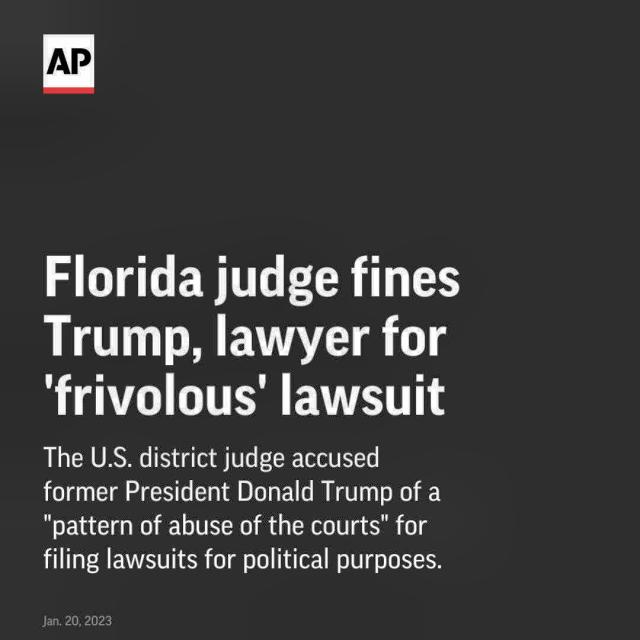 AP
Florida judge fines
Trump, lawyer for
'frivolous' lawsuit
The U.S. district judge accused
former President Donald Trump of a
"pattern of abuse of the courts" for
filing lawsuits for political purposes.
Jan. 20, 2023